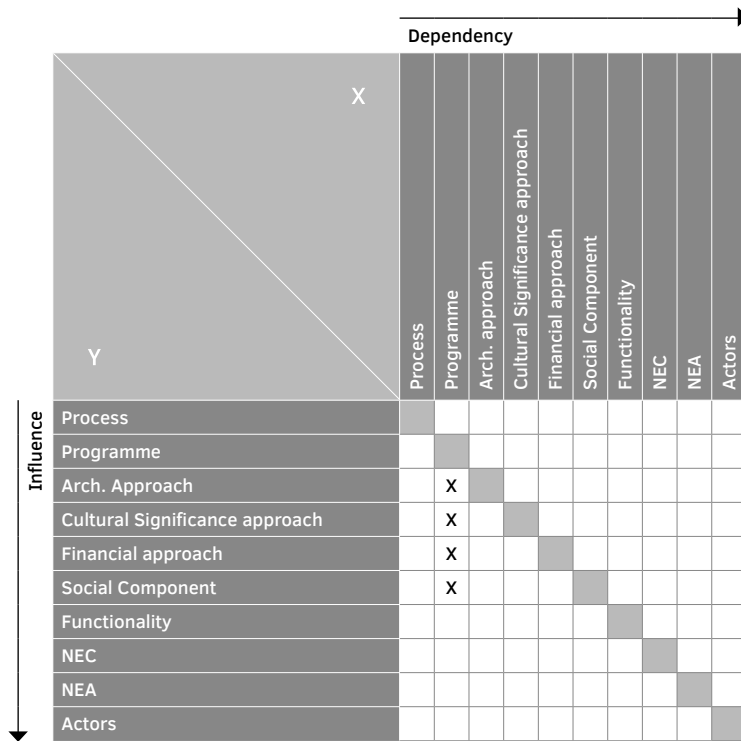 Dependency
X
Y
Process
Programme
Arch. approach
Cultural Significance approach
Financial approach
Social Component
Functionality
NEC
NEA
Actors
Influence
Process
Programme
Arch. Approach X
Cultural Significance approach X
Financial approach X
Social Component X
Functionality
NEC
NEA
Actors